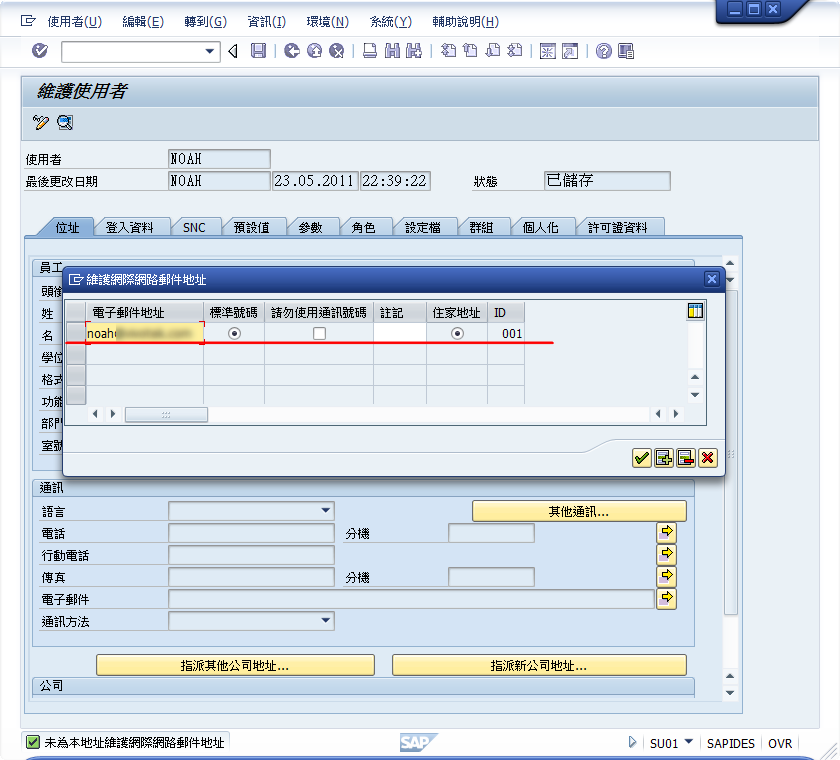 使用者(U) 編輯(E) 轉到(G) 資訊(I) 環境(N) 系統(Y) 輔助說明(H)
維護使用者
使用者 NOAH
最後更改日期 NOAH 23.05.2011 22:39:22 狀態 已儲存
位址 登入資料 SNC 預設值 參數 角色 設定檔 群組 個人化 許可證資料
員工
維護網際網路郵件地址
頭銜
電子郵件地址 標準號碼 請勿使用通訊號碼 註記 住家地址 ID
姓
noah 001
名
學位
格式
功能
部門
室號
通訊
語言 其他通訊...
電話 分機
行動電話
傳真 分機
電子郵件
通訊方法
指派其他公司地址... 指派新公司地址...
公司
未為本地址維護網際網路郵件地址 SAP SU01 SAPIDES OVR